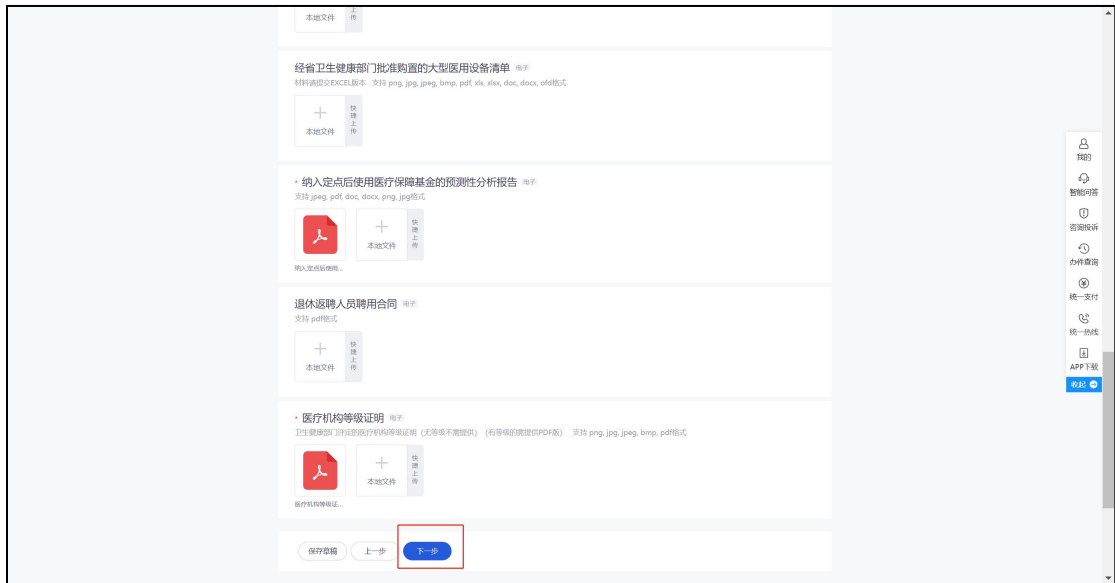 本地文件
上
传
经省卫生健康部门批准购置的大型医用设备清单 电子
材料请提交EXCEL版本 支持 png, jpg, jpeg, bmp, pdf, xls, xlsx, doc, docx, ofd格式
本地文件
快捷上传
* 纳入定点后使用医疗保障基金的预测性分析报告 电子
支持 jpeg, pdf, doc, docx, png, jpg格式
本地文件
快捷上传
纳入定点后使用...
退休返聘人员聘用合同 电子
支持 pdf格式
本地文件
快捷上传
* 医疗机构等级证明 电子
卫生健康部门评定的医疗机构等级证明（无等级不需提供）（有等级的需提供PDF版） 支持 png, jpg, jpeg, bmp, pdf格式
本地文件
快捷上传
医疗机构等级证...
保存草稿
上一步
下一步
我的
智能问答
咨询投诉
办件查询
统一支付
统一热线
APP下载
收起